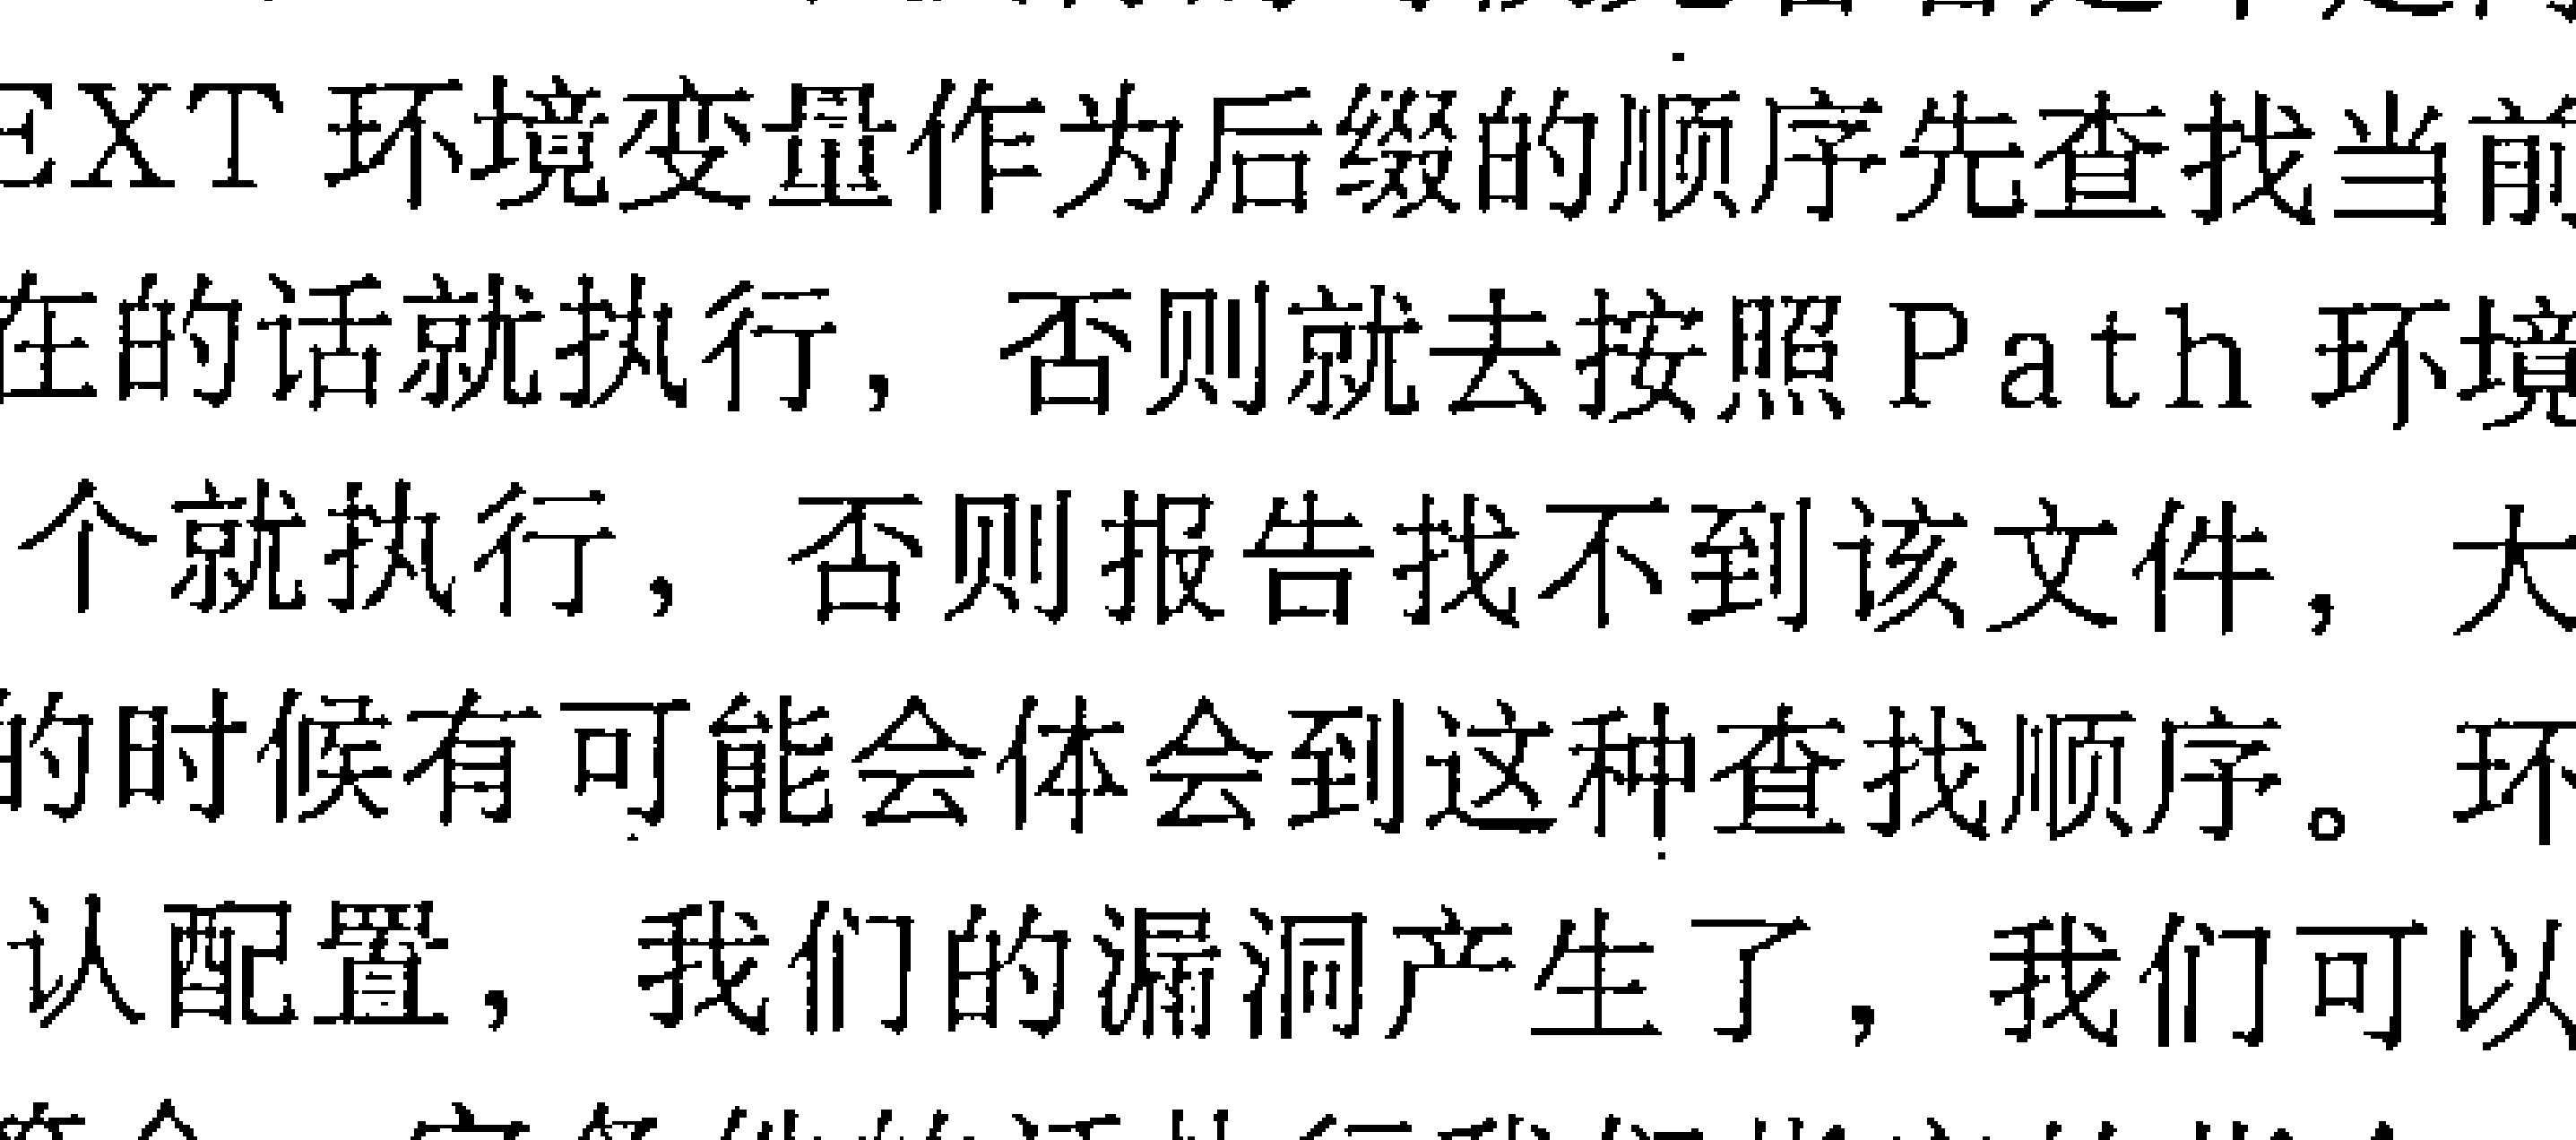 EXT 环境变量作为后缀的顺序先查找当前
在的话就执行，否则就去按照 Path 环境
个就执行，否则报告找不到该文件，大
的时候有可能会体会到这种查找顺序。环
认配置，我们的漏洞产生了，我们可以